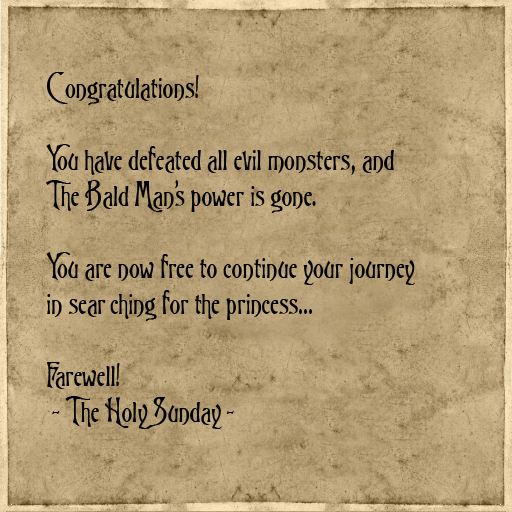 Congratulations!
You have defeated all evil monsters, and
The Bald Man's power is gone.
You are now free to continue your journey
in sear ching for the princess...
Farewell!
~ The Holy Sunday ~